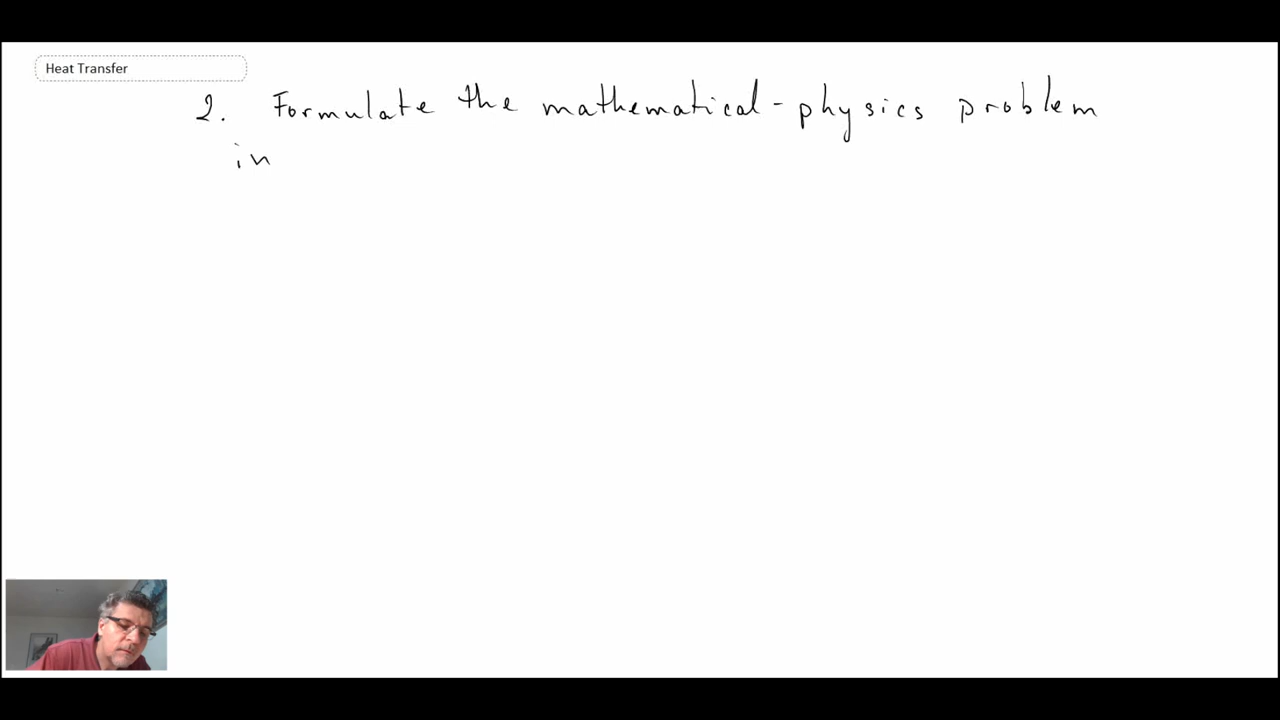 Heat Transfer
2. Formulate the mathematical-physics problem
in